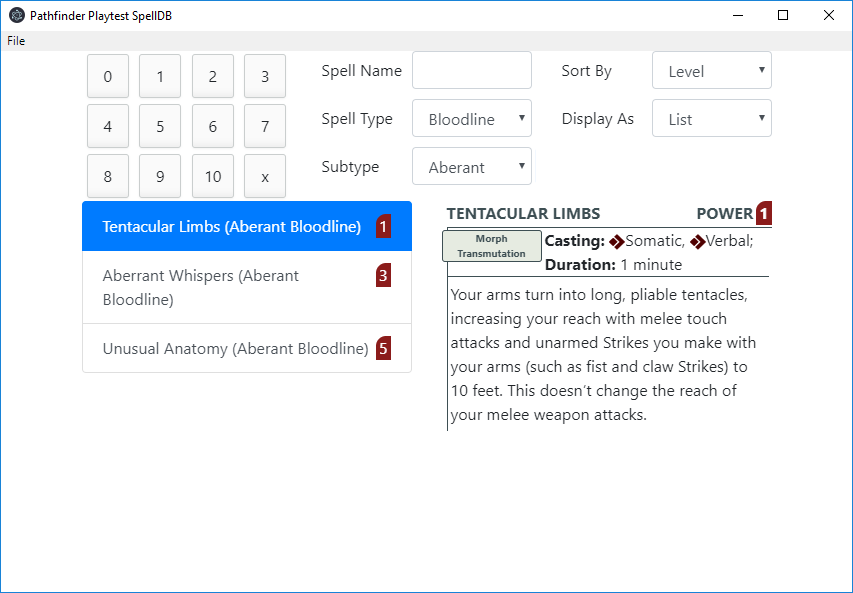 Pathfinder Playtest SpellDB
File
0 1 2 3
4 5 6 7
8 9 10 x
Spell Name
Sort By Level
Spell Type Bloodline
Display As List
Subtype Aberant
Tentacular Limbs (Aberant Bloodline) 1
Aberrant Whispers (Aberant
Bloodline) 3
Unusual Anatomy (Aberant Bloodline) 5
TENTACULAR LIMBS POWER 1
Morph
Transmutation
Casting: Somatic, Verbal;
Duration: 1 minute
Your arms turn into long, pliable tentacles,
increasing your reach with melee touch
attacks and unarmed Strikes you make with
your arms (such as fist and claw Strikes) to
10 feet. This doesn’t change the reach of
your melee weapon attacks.